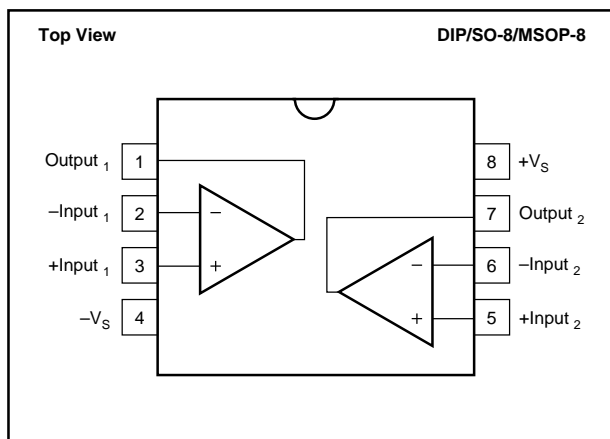 Top View DIP/SO-8/MSOP-8
Output 1 1 8 +VS
–Input 1 2 – 7 Output 2
+Input 1 3 + – 6 –Input 2
–VS 4 + 5 +Input 2